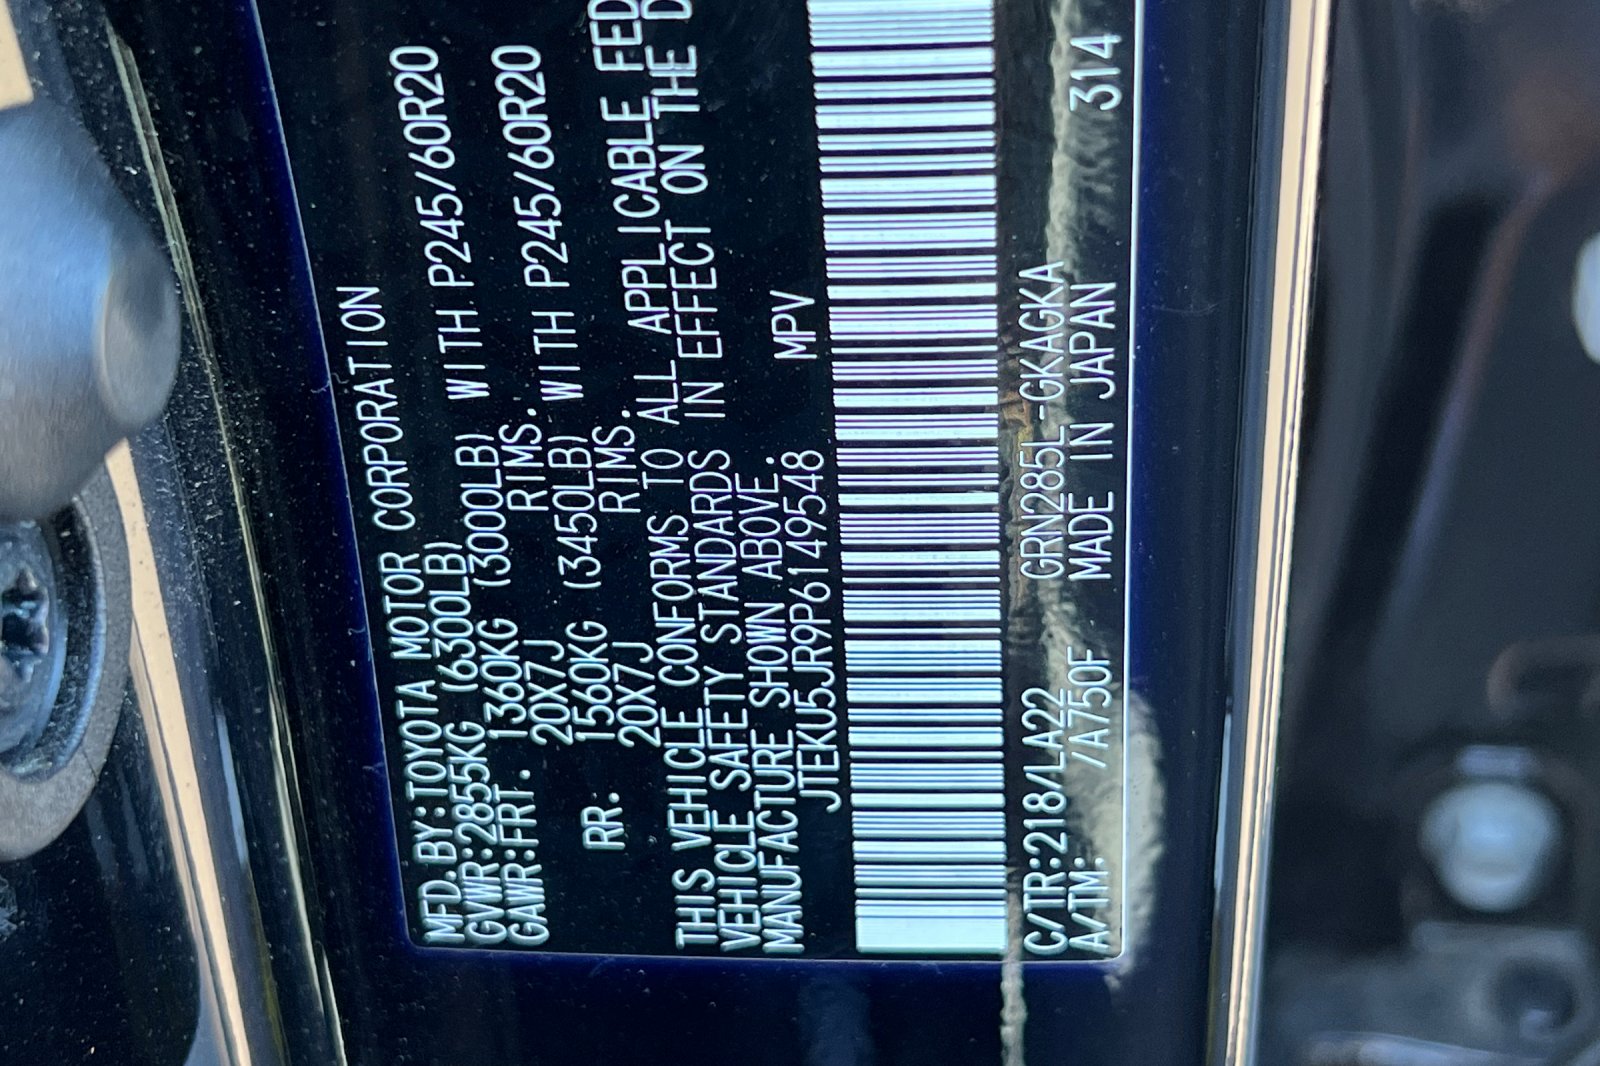 MFD.BY:TOYOTA MOTOR CORPORATION
GVWR:2855KG (6300LB)
GAWR:FRT. 1360KG (3000LB) WITH P245/60R20
20X7J RIMS.
RR: 1560KG (3450LB) WITH P245/60R20
20X7J RIMS.
THIS VEHICLE CONFORMS TO ALL APPLICABLE FED
VEHICLE SAFETY STANDARDS IN EFFECT ON THE D
MANUFACTURE SHOWN ABOVE.
JTEKU5JR9P6149548 MPV
C/TR:218/LA22 GRN285L-GKAGKA
A/TM: /A750F MADE IN JAPAN 314